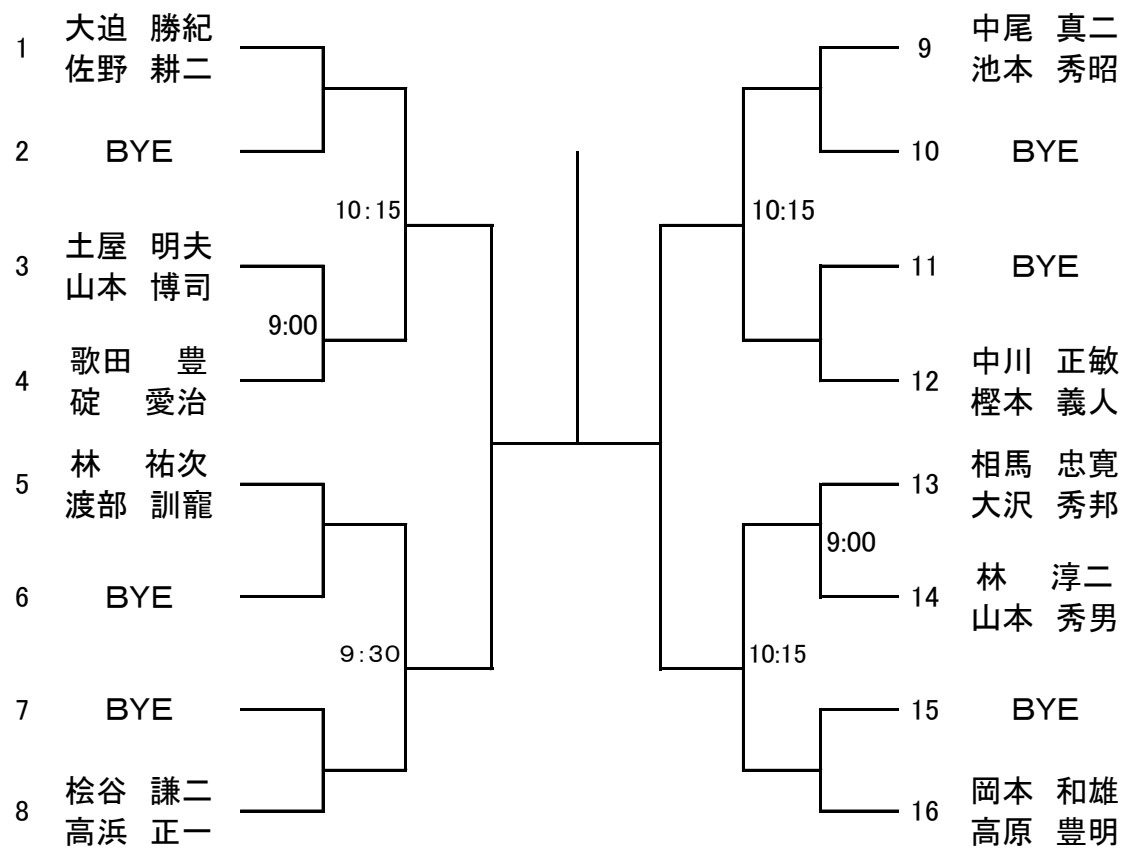 1
大迫 勝紀
佐野 耕二
2
BYE
10:15
3
土屋 明夫
山本 博司
9:00
4
歌田 豊
碇 愛治
5
林 祐次
渡部 訓寵
6
BYE
9:30
7
BYE
8
桧谷 謙二
高浜 正一
9
中尾 真二
池本 秀昭
10
BYE
10:15
11
BYE
12
中川 正敏
樫本 義人
13
相馬 忠寛
大沢 秀邦
9:00
14
林 淳二
山本 秀男
10:15
15
BYE
16
岡本 和雄
高原 豊明